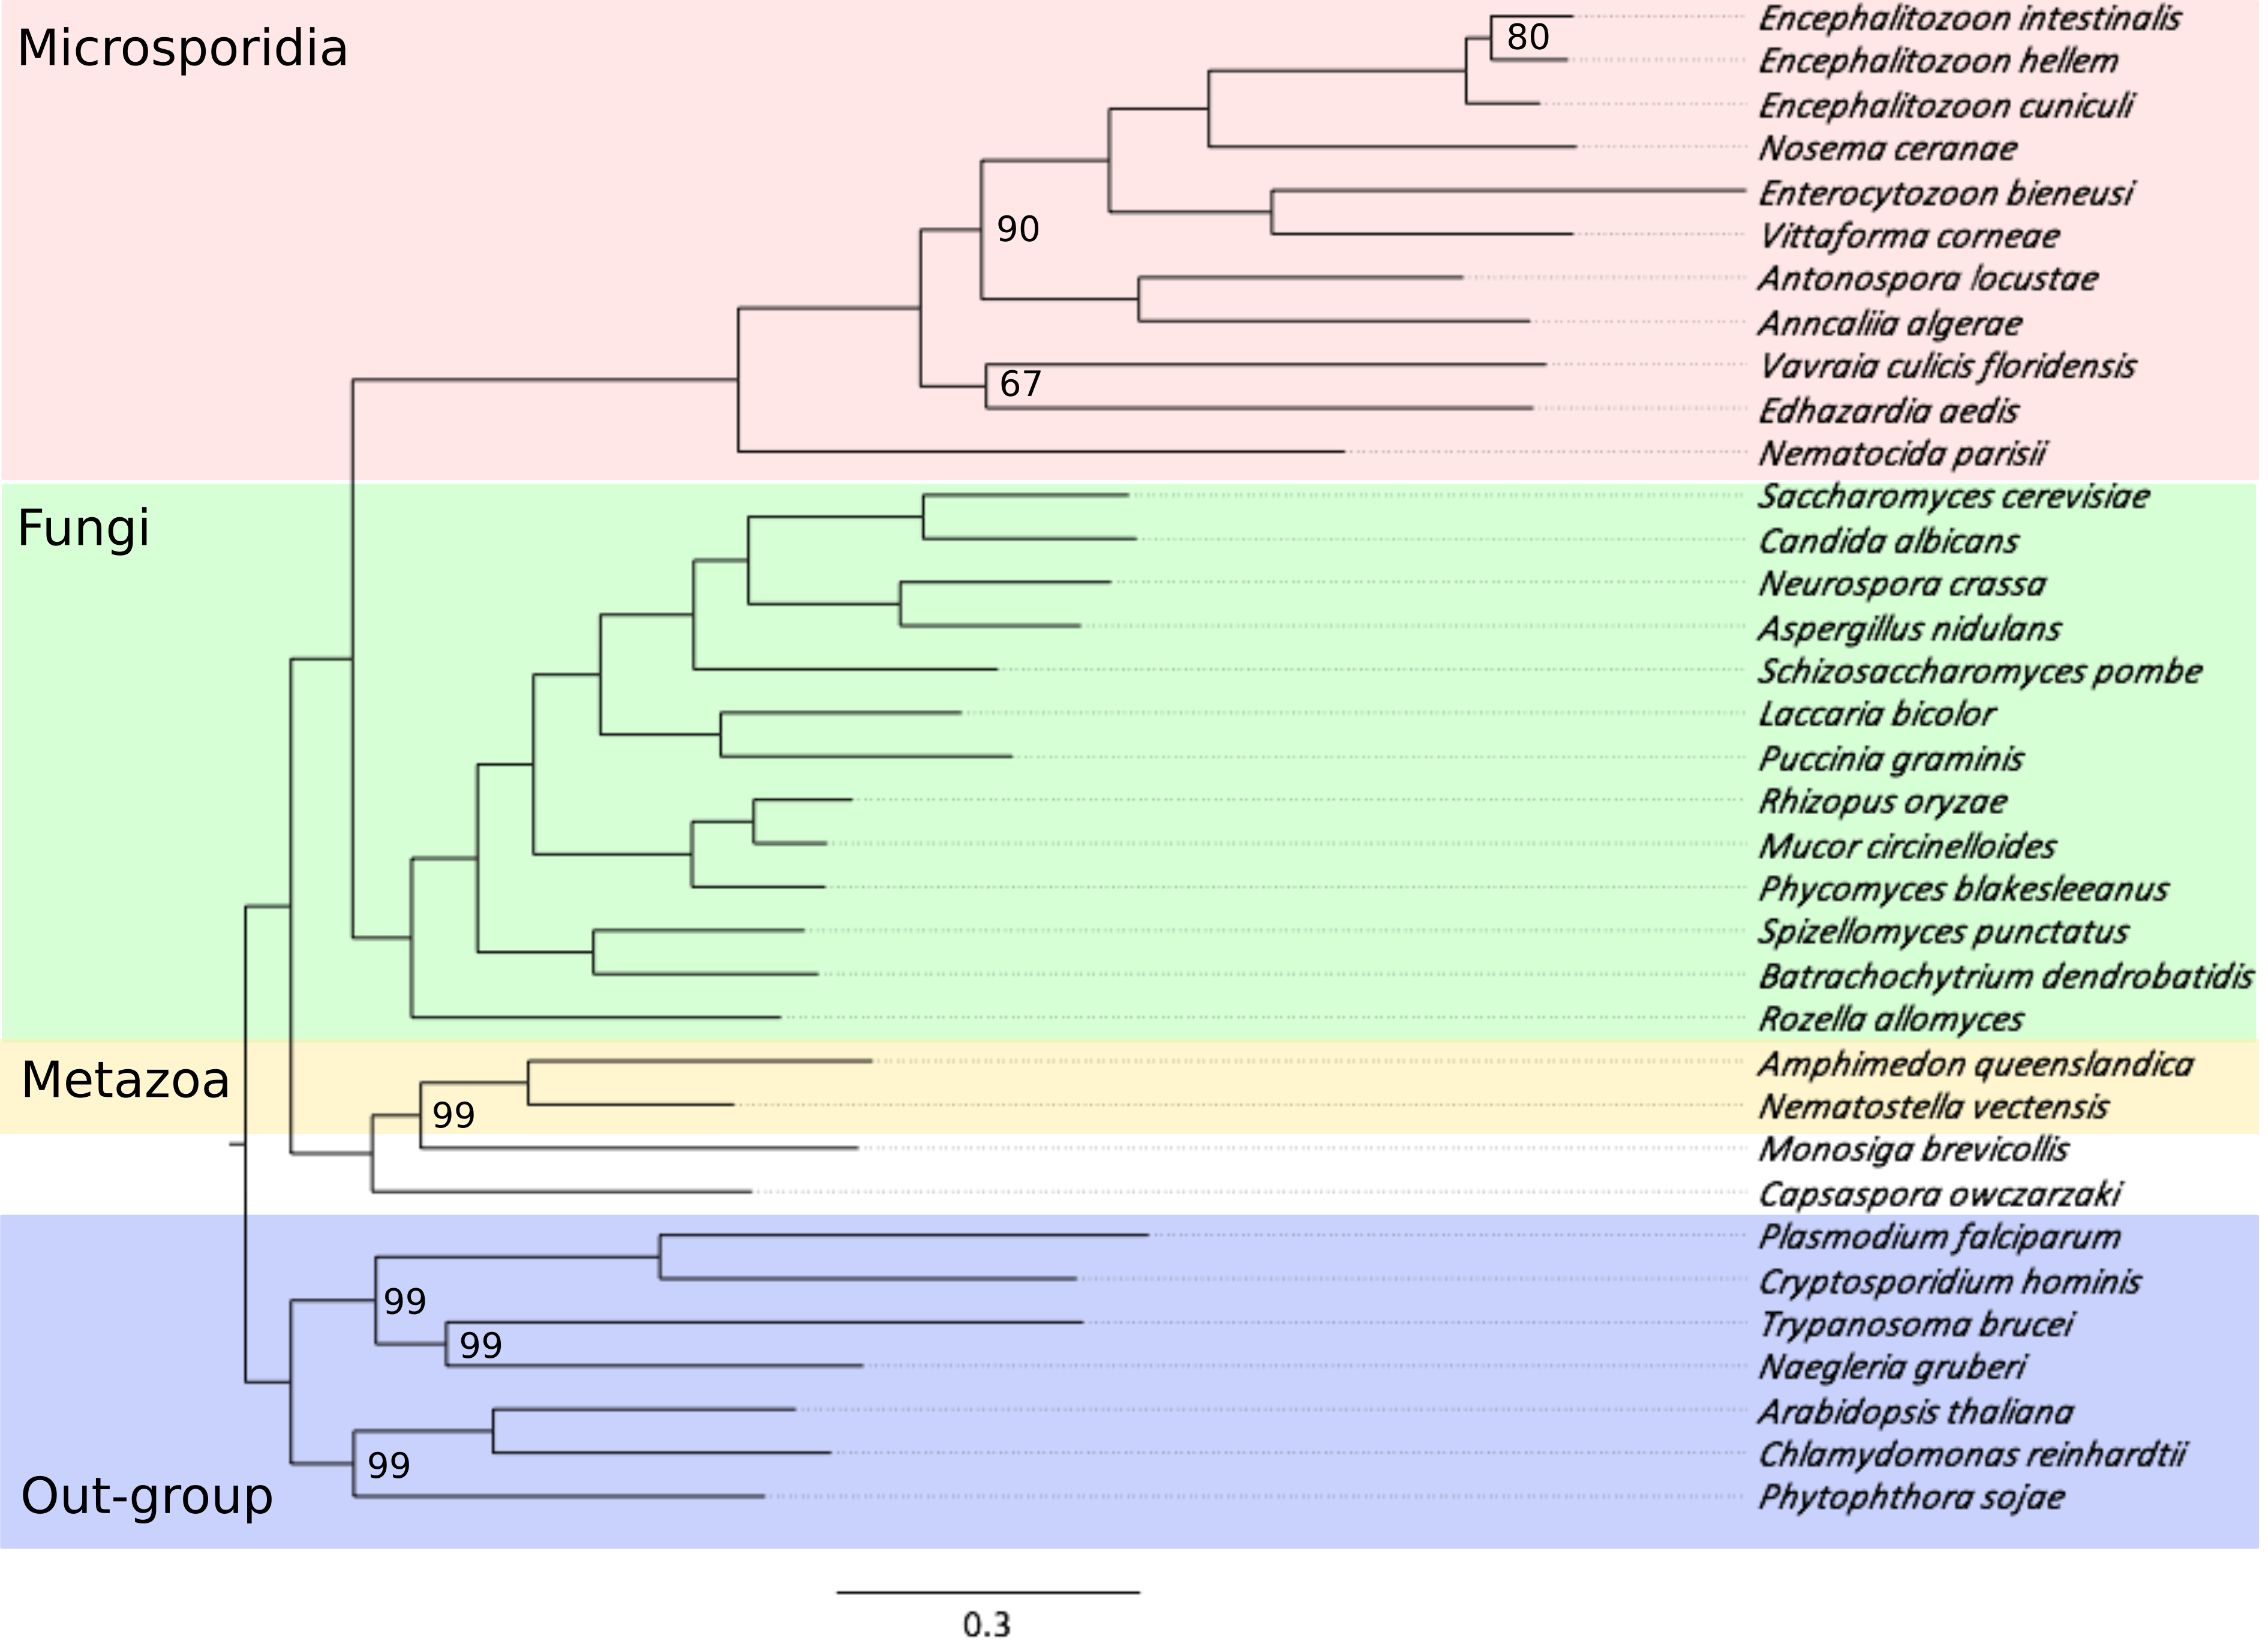 Microsporidia
Encephalitozoon intestinalis
80
Encephalitozoon hellem
Encephalitozoon cuniculi
Nosema ceranae
Enterocytozoon bieneusi
90
Vittaforma corneae
Antonospora locustae
Anncaliia algerae
Vavraia culicis floridensis
67
Edhazardia aedis
Nematocida parisii
Fungi
Saccharomyces cerevisiae
Candida albicans
Neurospora crassa
Aspergillus nidulans
Schizosaccharomyces pombe
Laccaria bicolor
Puccinia graminis
Rhizopus oryzae
Mucor circinelloides
Phycomyces blakesleeanus
Spizellomyces punctatus
Batrachochytrium dendrobatidis
Rozella allomyces
Metazoa
Amphimedon queenslandica
99
Nematostella vectensis
Monosiga brevicollis
Capsaspora owczarzaki
Plasmodium falciparum
Cryptosporidium hominis
99
Trypanosoma brucei
99
Naegleria gruberi
Arabidopsis thaliana
Chlamydomonas reinhardtii
99
Out-group
Phytophthora sojae
0.3